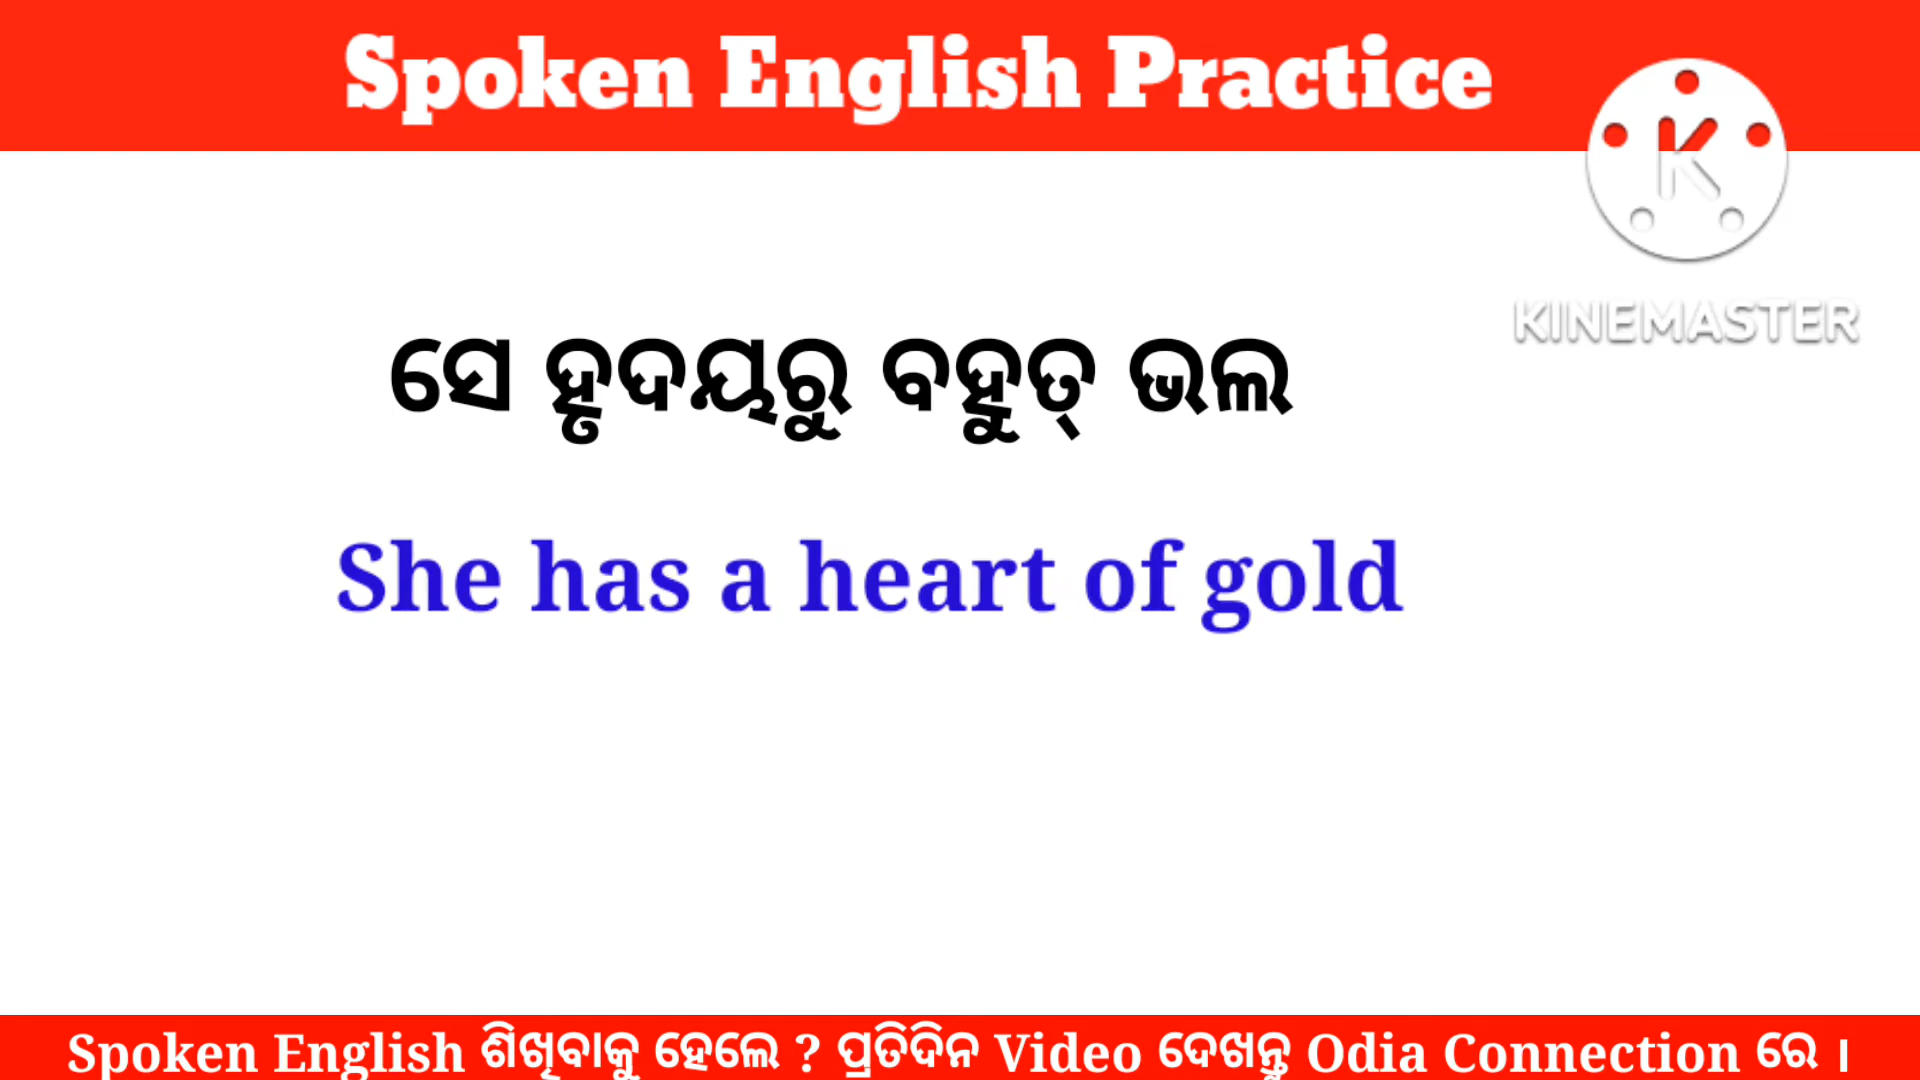 Spoken English Practice
KINEMASTER
ସେ ହୃଦୟରୁ ବହୁତ୍ ଭଲ
She has a heart of gold
Spoken English ଶିଖିବାକୁ ହେଲେ ? ପ୍ରତିଦିନ Video ଦେଖନ୍ତୁ Odia Connection ରେ ।